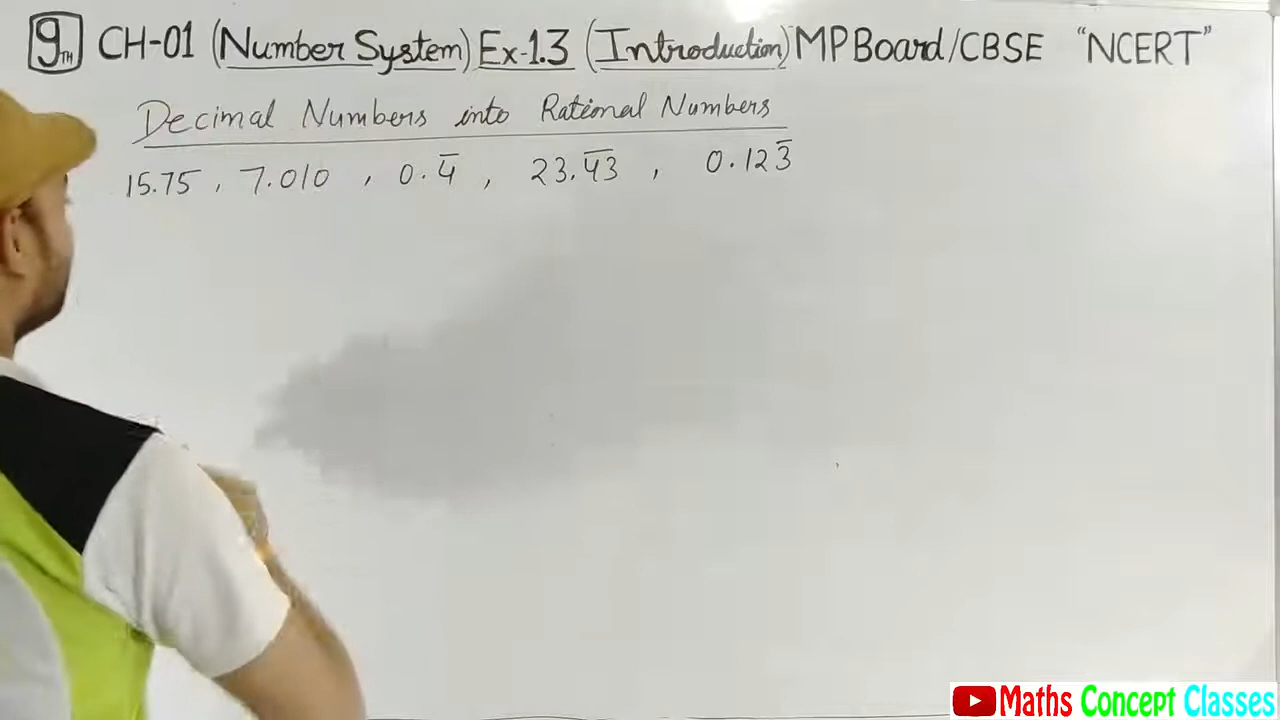 9TH CH-01 (Number System) Ex-1.3 (Introduction) MP Board/CBSE "NCERT"
Decimal Numbers into Rational Numbers
15.75, 7.010, 0.4̅, 23.4̅3̅, 0.123̅
Maths Concept Classes